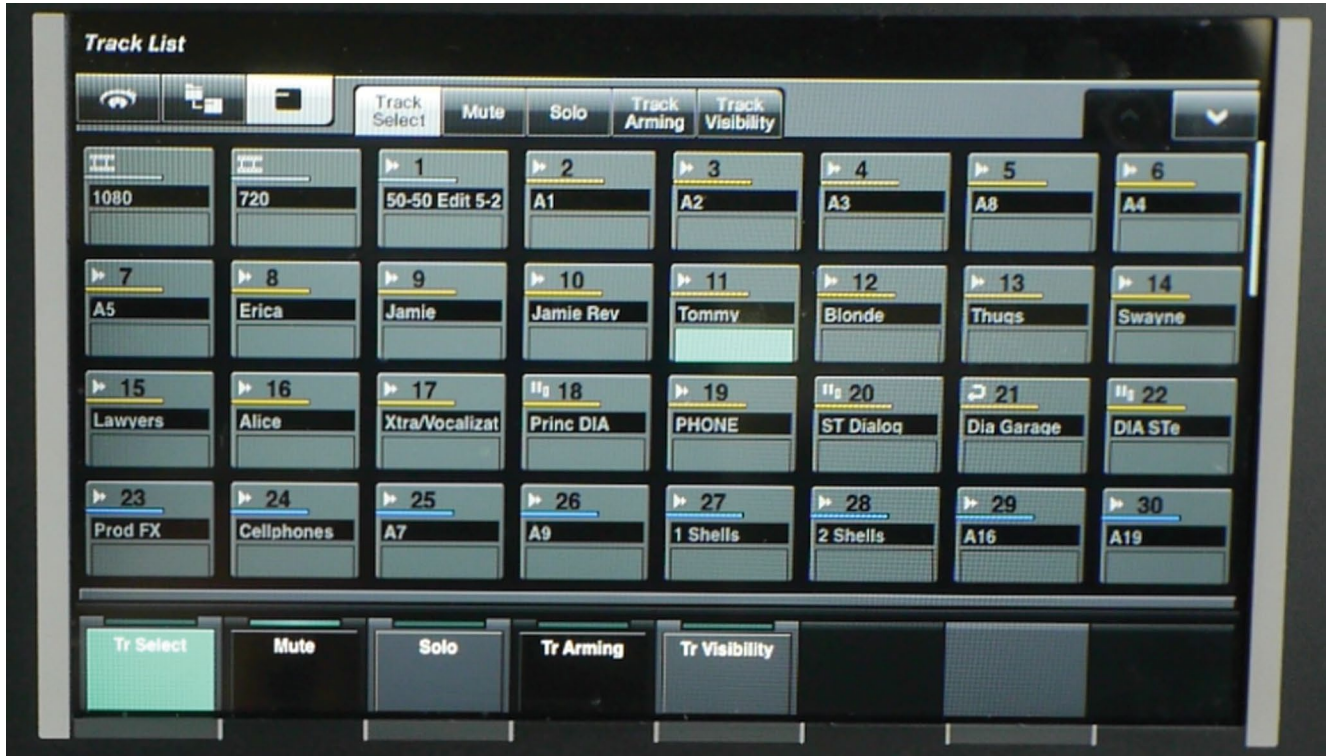 Track List
Track Select Mute Solo Track Arming Track Visibility
1 2 3 4 5 6
1080 720 50-50 Edit 5-2 A1 A2 A3 A8 A4
7 8 9 10 11 12 13 14
A5 Erica Jamie Jamie Rev Tommy Blonde Thugs Swayne
15 16 17 18 19 20 21 22
Lawyers Alice Xtra/Vocalizat Princ DIA PHONE ST Dialog Dia Garage DIA STe
23 24 25 26 27 28 29 30
Prod FX Cellphones A7 A9 1 Shells 2 Shells A16 A19
Tr Select Mute Solo Tr Arming Tr Visibility